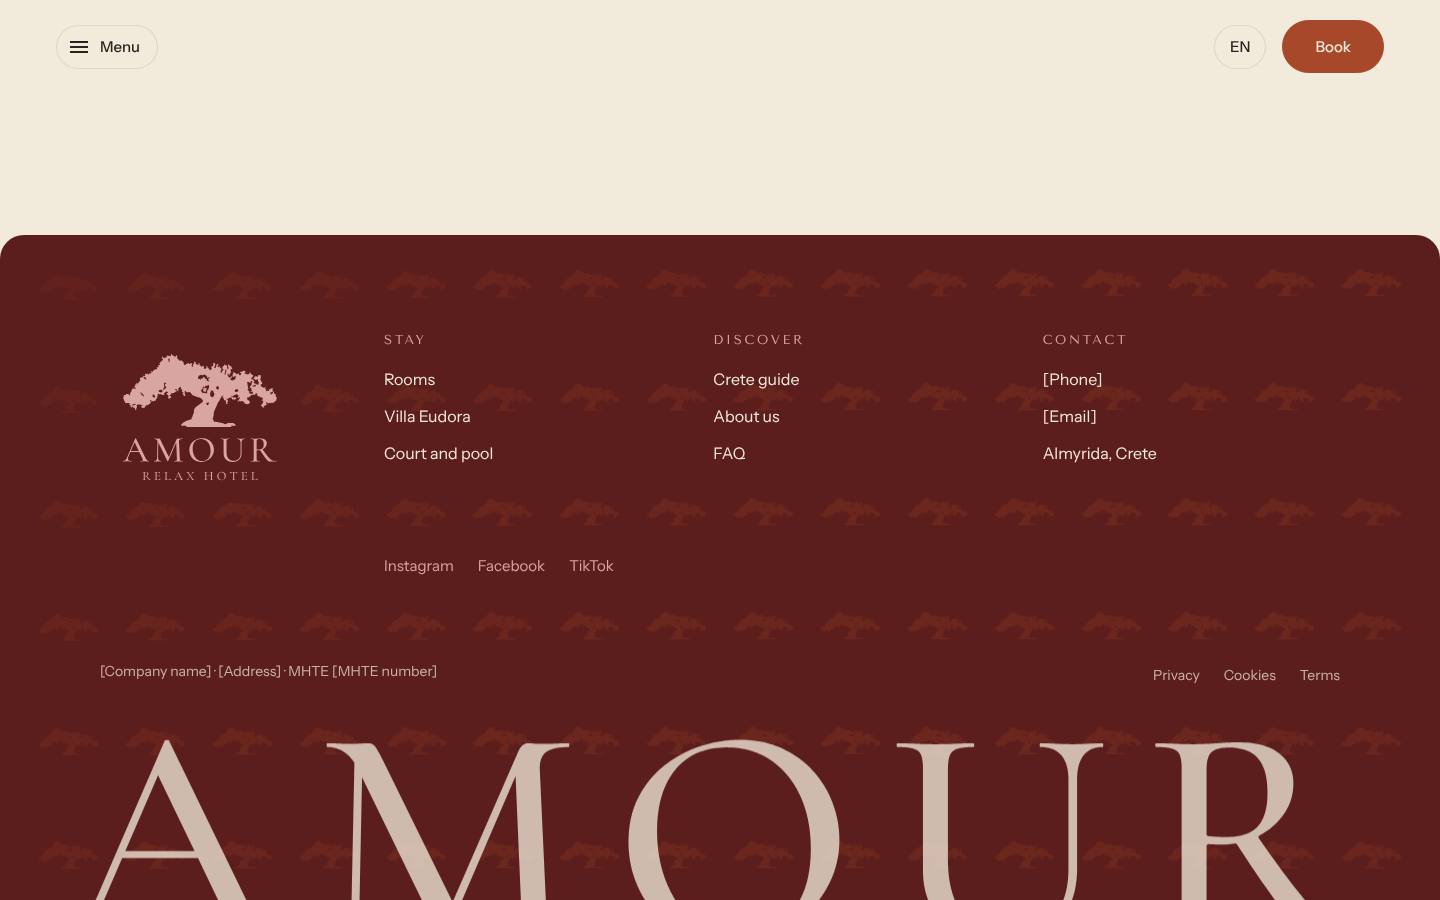 Menu
EN
Book
AMOUR
RELAX HOTEL
STAY
Rooms
Villa Eudora
Court and pool
DISCOVER
Crete guide
About us
FAQ
CONTACT
[Phone]
[Email]
Almyrida, Crete
Instagram
Facebook
TikTok
[Company name] · [Address] · MHTE [MHTE number]
Privacy
Cookies
Terms
AMOUR